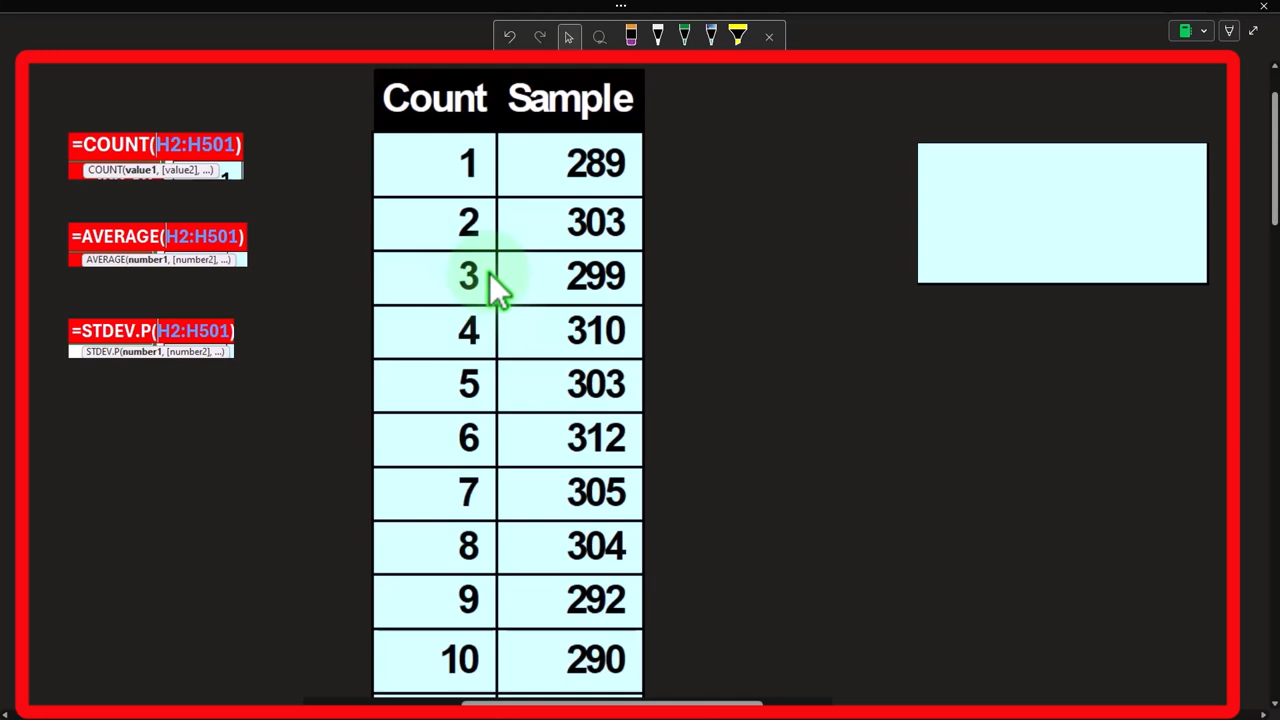 Count Sample
=COUNT(H2:H501)
COUNT(value1, [value2], ...)
1 289
2 303
=AVERAGE(H2:H501)
AVERAGE(number1, [number2], ...)
3 299
4 310
=STDEV.P(H2:H501)
STDEV.P(number1, [number2], ...)
5 303
6 312
7 305
8 304
9 292
10 290